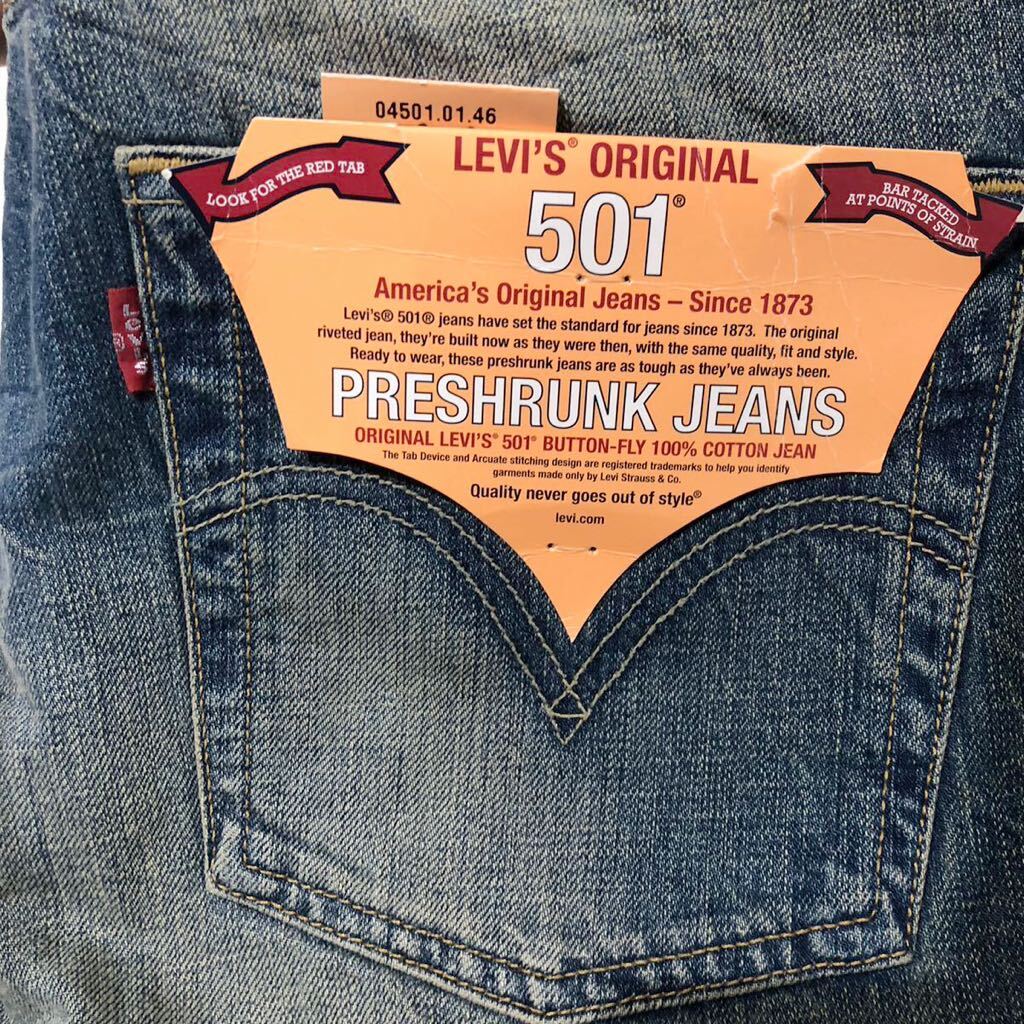 04501.01.46
LOOK FOR THE RED TAB
LEVI'S® ORIGINAL
501®
BAR TACKED
AT POINTS OF STRAIN
America's Original Jeans – Since 1873
Levi's® 501® jeans have set the standard for jeans since 1873. The original
riveted jean, they're built now as they were then, with the same quality, fit and style.
Ready to wear, these preshrunk jeans are as tough as they've always been.
PRESHRUNK JEANS
ORIGINAL LEVI'S® 501® BUTTON-FLY 100% COTTON JEAN
The Tab Device and Arcuate stitching design are registered trademarks to help you identify
garments made only by Levi Strauss & Co.
Quality never goes out of style®
levi.com
LeVI'S